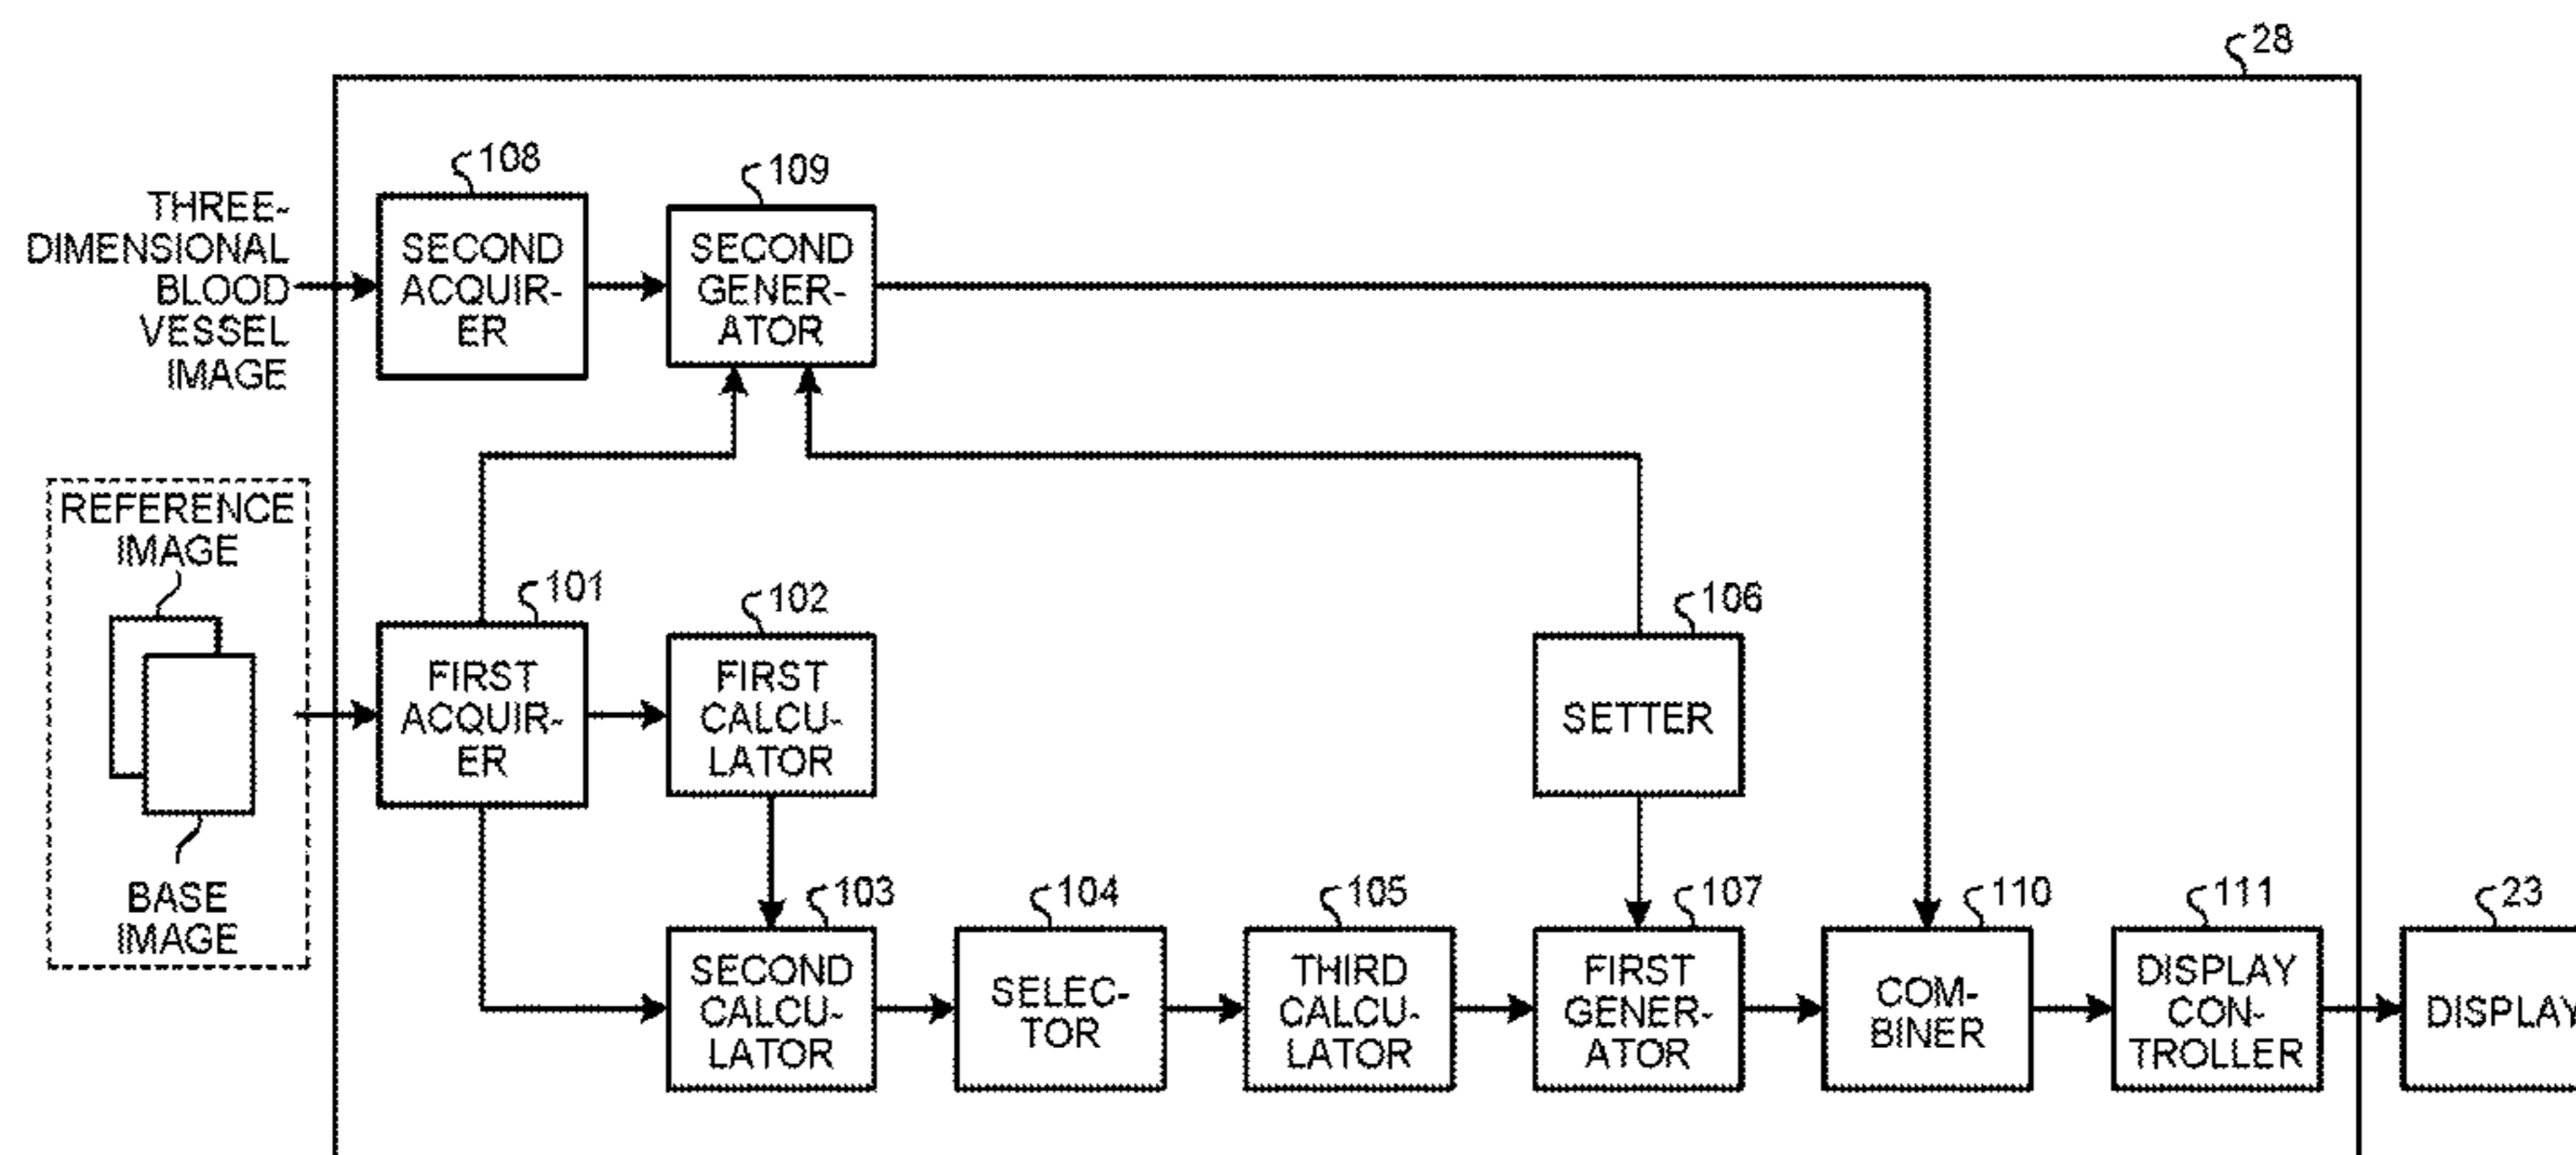 28
108
109
THREE-
DIMENSIONAL
BLOOD
VESSEL
IMAGE
SECOND
ACQUIR-
ER
SECOND
GENER-
ATOR
REFERENCE
IMAGE
BASE
IMAGE
101
FIRST
ACQUIR-
ER
102
FIRST
CALCU-
LATOR
106
SETTER
103
SECOND
CALCU-
LATOR
104
SELEC-
TOR
105
THIRD
CALCU-
LATOR
107
FIRST
GENER-
ATOR
110
COM-
BINER
111
DISPLAY
CON-
TROLLER
23
DISPLAY